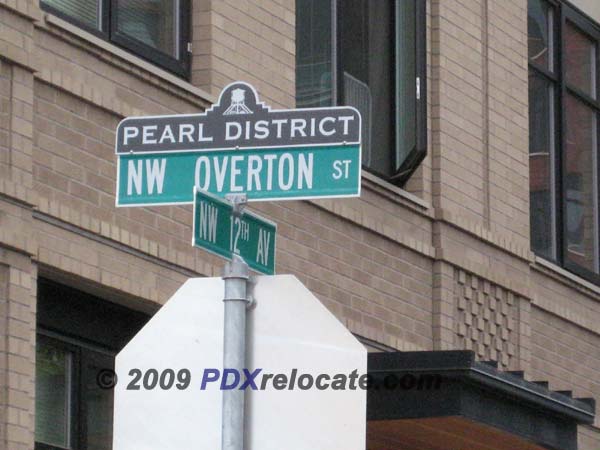 PEARL DISTRICT
NW OVERTON ST
NW 12TH AV
© 2009 PDXrelocate.com